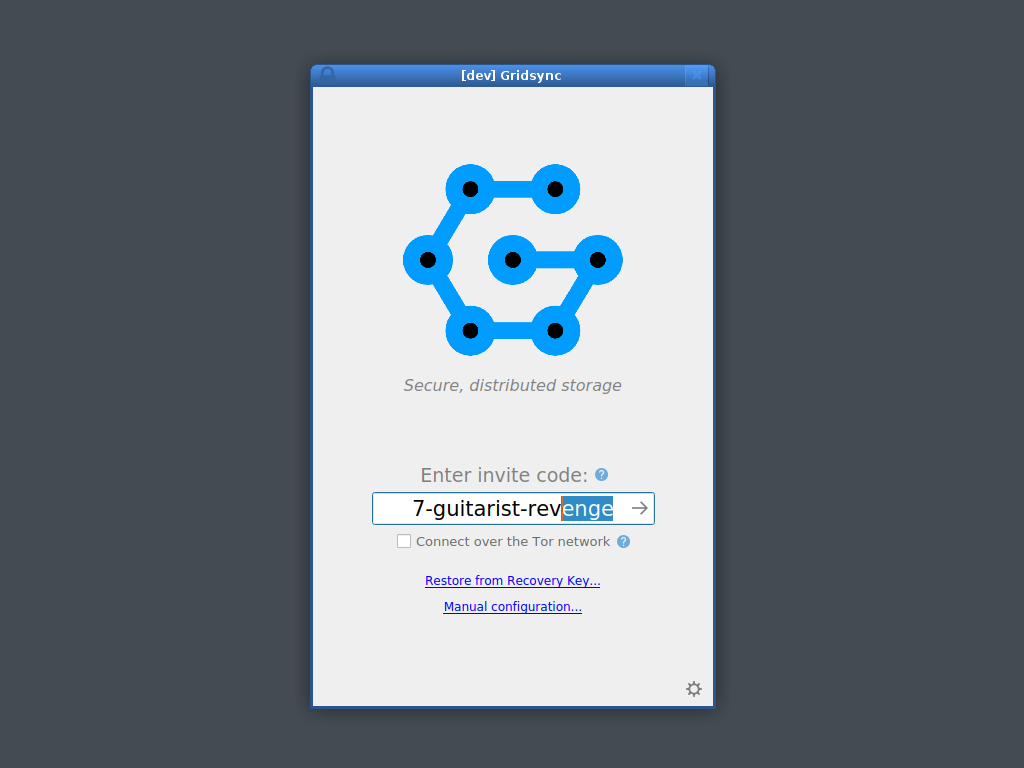 [dev] Gridsync
Secure, distributed storage
Enter invite code: ?
7-guitarist-revenge
Connect over the Tor network ?
Restore from Recovery Key...
Manual configuration...